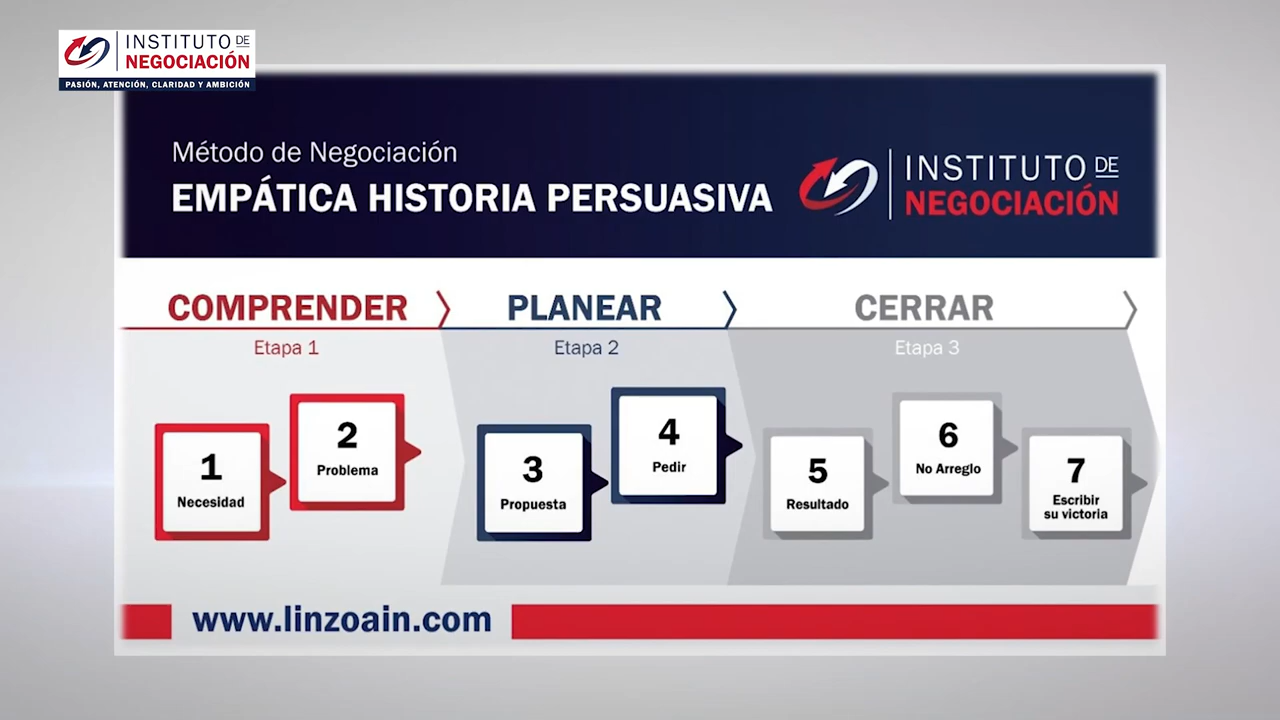 INSTITUTO DE
NEGOCIACIÓN
PASIÓN, ATENCIÓN, CLARIDAD Y AMBICIÓN
Método de Negociación
EMPÁTICA HISTORIA PERSUASIVA
INSTITUTO DE
NEGOCIACIÓN
COMPRENDER
Etapa 1
PLANEAR
Etapa 2
CERRAR
Etapa 3
1
Necesidad
2
Problema
3
Propuesta
4
Pedir
5
Resultado
6
No Arreglo
7
Escribir
su victoria
www.linzoain.com